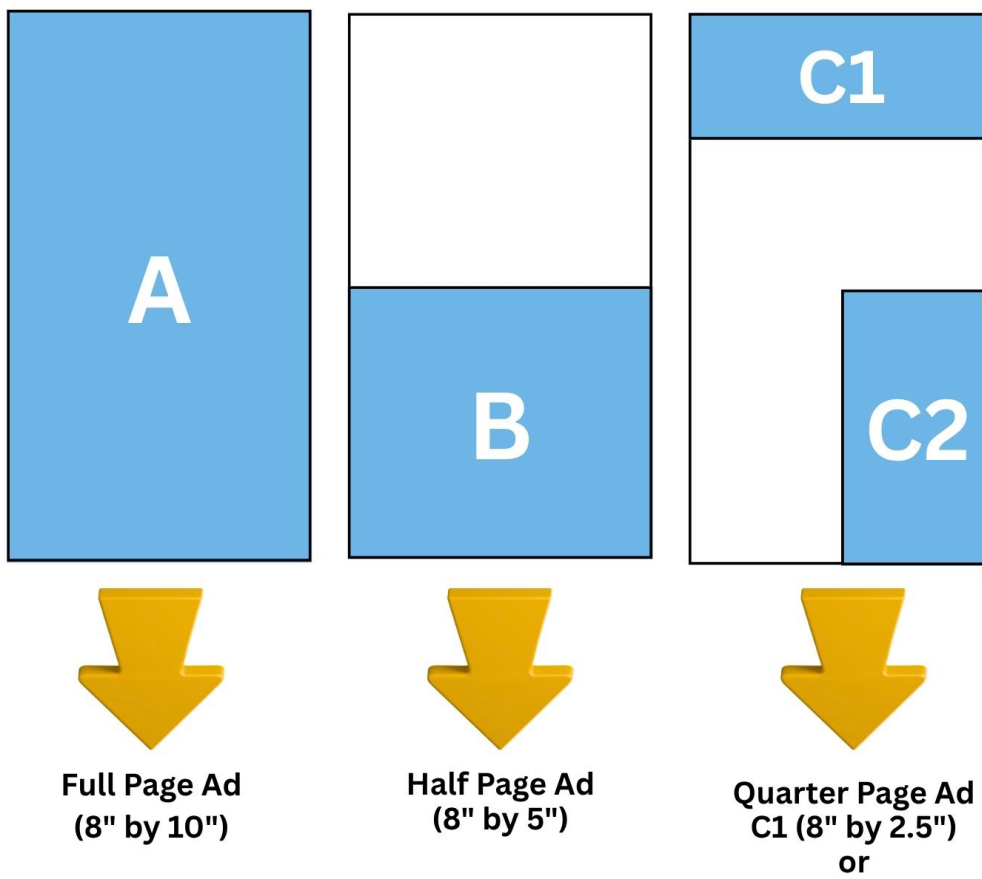 A
B
C1
C2
Full Page Ad
(8" by 10")
Half Page Ad
(8" by 5")
Quarter Page Ad
C1 (8" by 2.5")
or